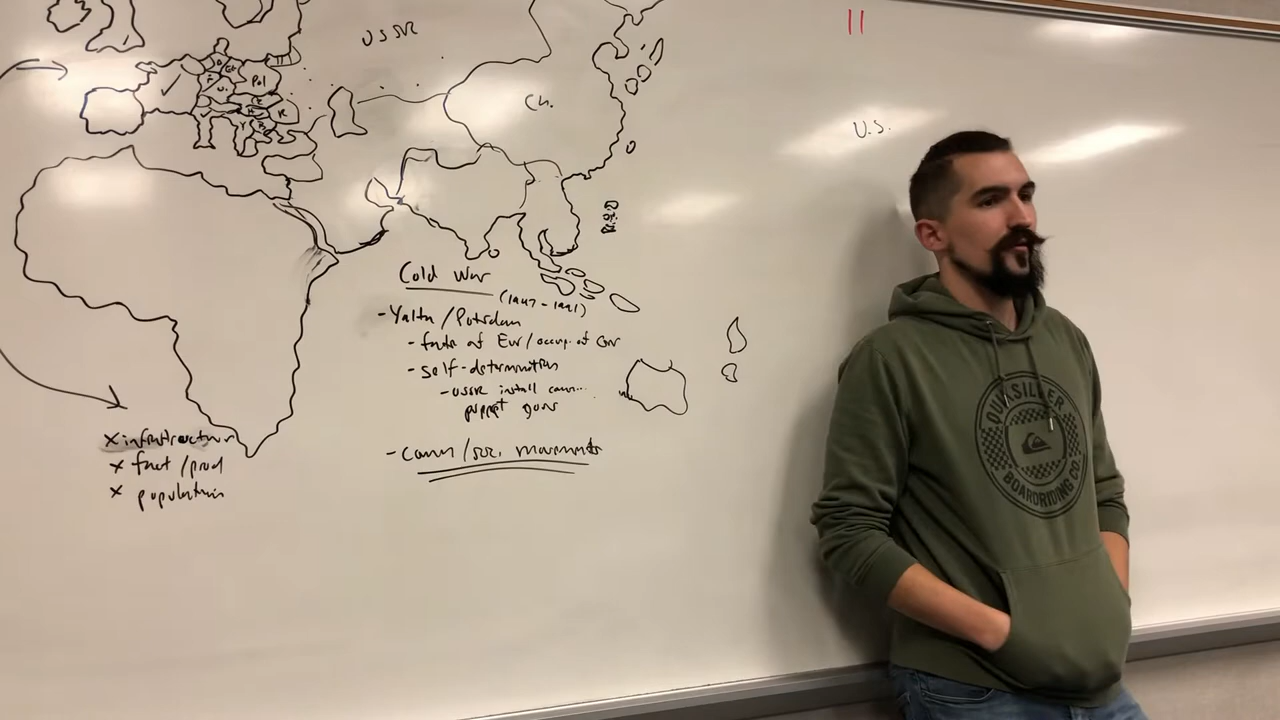 USSR
Pol
Ch.
11
U.S.
Cold War
(1947-1991)
- Yalta / Potsdam
- fate of Eur / occup. of Ger
- self-determination
- USSR install comm...
puppet govs
- comm / soc. movements
x infrastructure
x fact / prod
x population
QUIKSILVER
BOARDRIDING CO.